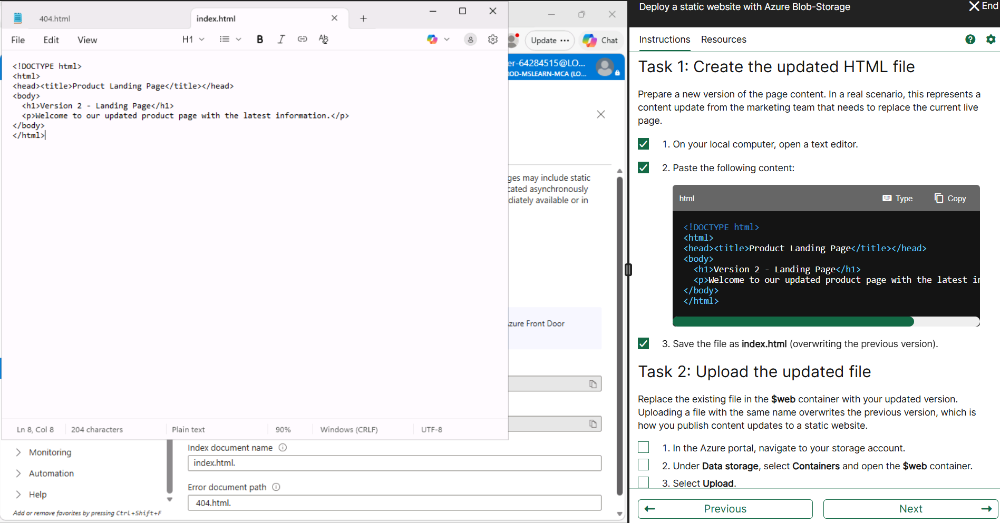 404.html
index.html
File
Edit
View
H1
B
I
<!DOCTYPE html>
<html>
<head><title>Product Landing Page</title></head>
<body>
<h1>Version 2 - Landing Page</h1>
<p>Welcome to our updated product page with the latest information.</p>
</body>
</html>
Ln 8, Col 8
204 characters
Plain text
90%
Windows (CRLF)
UTF-8
Update
Chat
er-64284515@LO...
OD-MSLEARN-MCA (LO...
ges may include static
cated asynchronously
diately available or in
zure Front Door
Monitoring
Automation
Help
Add or remove favorites by pressing Ctrl+Shift+F
Index document name
index.html.
Error document path
404.html.
Deploy a static website with Azure Blob-Storage
End
Instructions
Resources
Task 1: Create the updated HTML file
Prepare a new version of the page content. In a real scenario, this represents a
content update from the marketing team that needs to replace the current live
page.
1. On your local computer, open a text editor.
2. Paste the following content:
html
Type
Copy
<!DOCTYPE html>
<html>
<head><title>Product Landing Page</title></head>
<body>
<h1>Version 2 - Landing Page</h1>
<p>Welcome to our updated product page with the latest in
</body>
</html>
3. Save the file as index.html (overwriting the previous version).
Task 2: Upload the updated file
Replace the existing file in the $web container with your updated version.
Uploading a file with the same name overwrites the previous version, which is
how you publish content updates to a static website.
1. In the Azure portal, navigate to your storage account.
2. Under Data storage, select Containers and open the $web container.
3. Select Upload.
Previous
Next